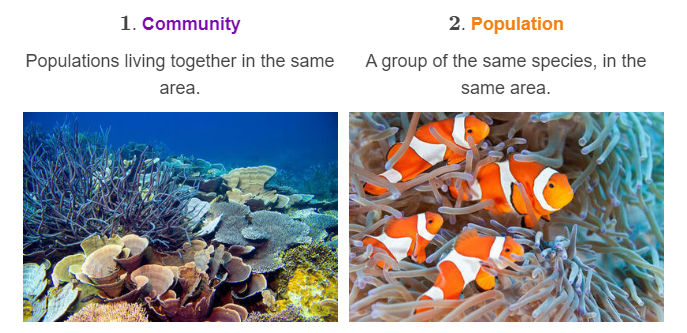 1. Community
Populations living together in the same
area.
2. Population
A group of the same species, in the
same area.